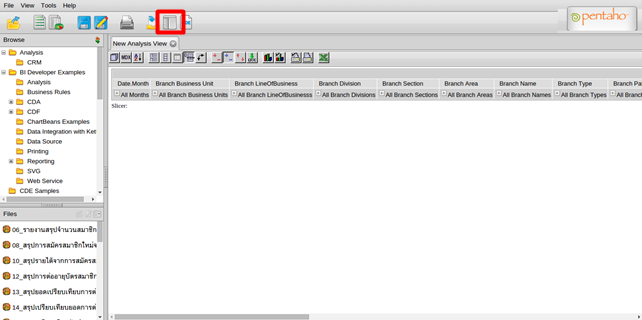 File View Tools Help
pentaho
Browse
New Analysis View
Analysis
CRM
BI Developer Examples
Analysis
Business Rules
CDA
CDF
ChartBeans Examples
Data Integration with Ket
Data Source
Printing
Reporting
SVG
Web Service
CDE Samples
MDX
Date.Month Branch Business Unit Branch LineOfBusiness Branch Division Branch Section Branch Area Branch Name Branch Type Branch Pa
All Months All Branch Business Units All Branch LineOfBusinesss All Branch Divisions All Branch Sections All Branch Areas All Branch Names All Branch Types All Branch
Slicer:
Files
06_รายงานสรุปจำนวนสมาชิก
08_สรุปการสมัครสมาชิกใหม่
10_สรุปรายได้จากการสมัครส
12_สรุปการต่ออายุบัตรสมาชิก
13_สรุปยอดเปรียบเทียบการต่
14_สรุปเปรียบเทียบยอดการต่